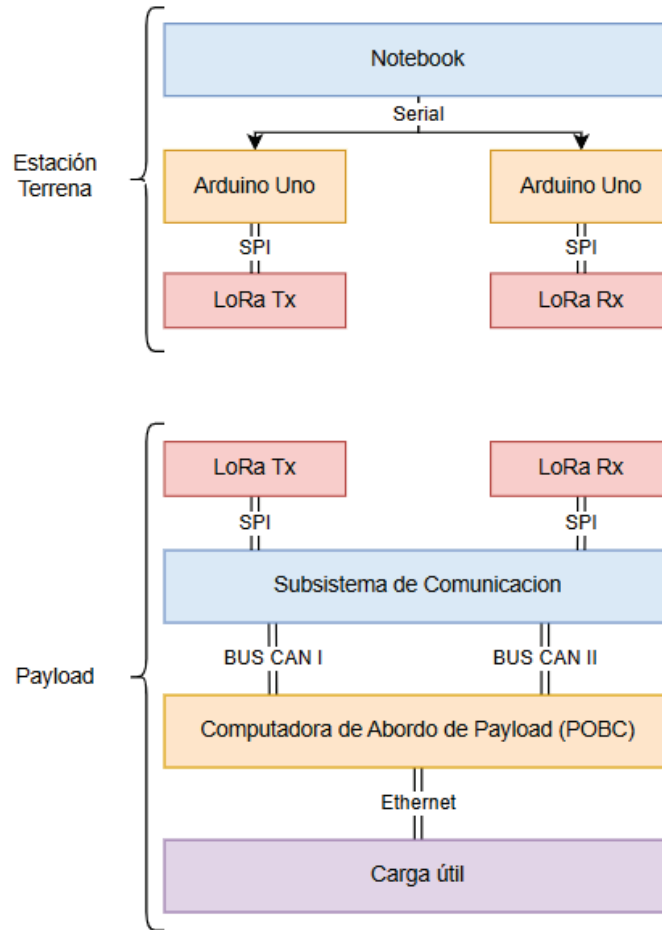 Notebook
Serial
Estación
Terrena
Arduino Uno
Arduino Uno
SPI
SPI
LoRa Tx
LoRa Rx
LoRa Tx
LoRa Rx
SPI
SPI
Subsistema de Comunicacion
BUS CAN I
BUS CAN II
Payload
Computadora de Abordo de Payload (POBC)
Ethernet
Carga útil